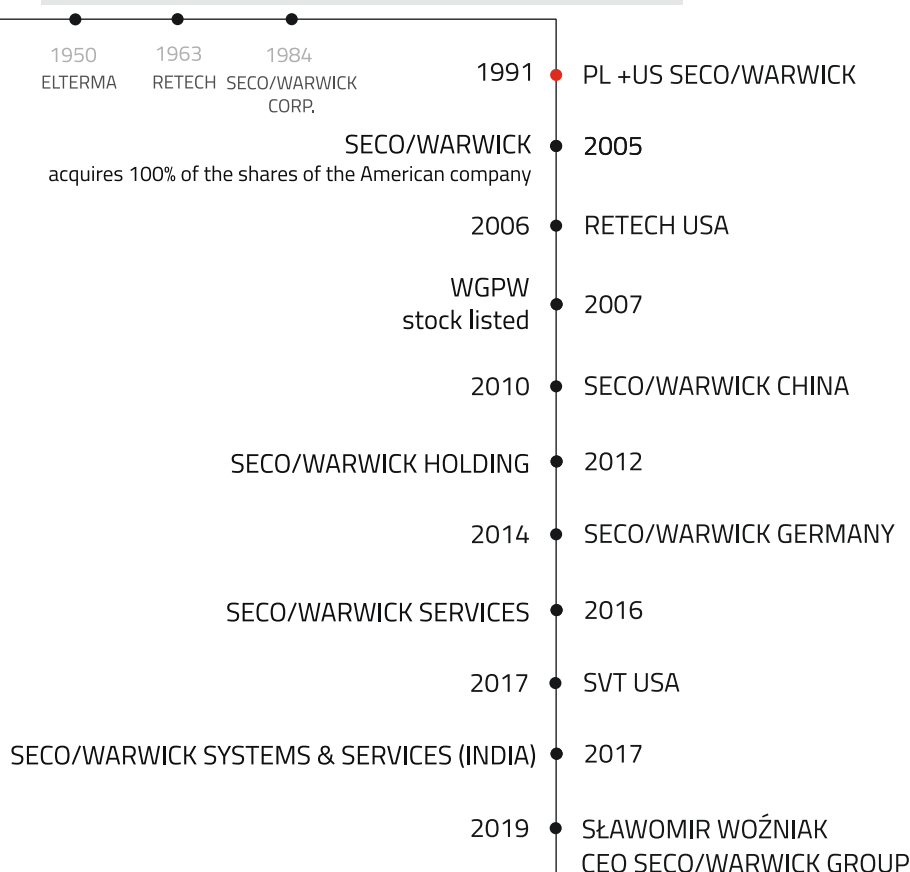 1950
ELTERMA
1963
RETECH
1984
SECO/WARWICK
CORP.
1991
PL +US SECO/WARWICK
SECO/WARWICK
acquires 100% of the shares of the American company
2005
2006
RETECH USA
WGPW
stock listed
2007
2010
SECO/WARWICK CHINA
SECO/WARWICK HOLDING
2012
2014
SECO/WARWICK GERMANY
SECO/WARWICK SERVICES
2016
2017
SVT USA
SECO/WARWICK SYSTEMS & SERVICES (INDIA)
2017
2019
SŁAWOMIR WOŹNIAK
CEO SECO/WARWICK GROUP